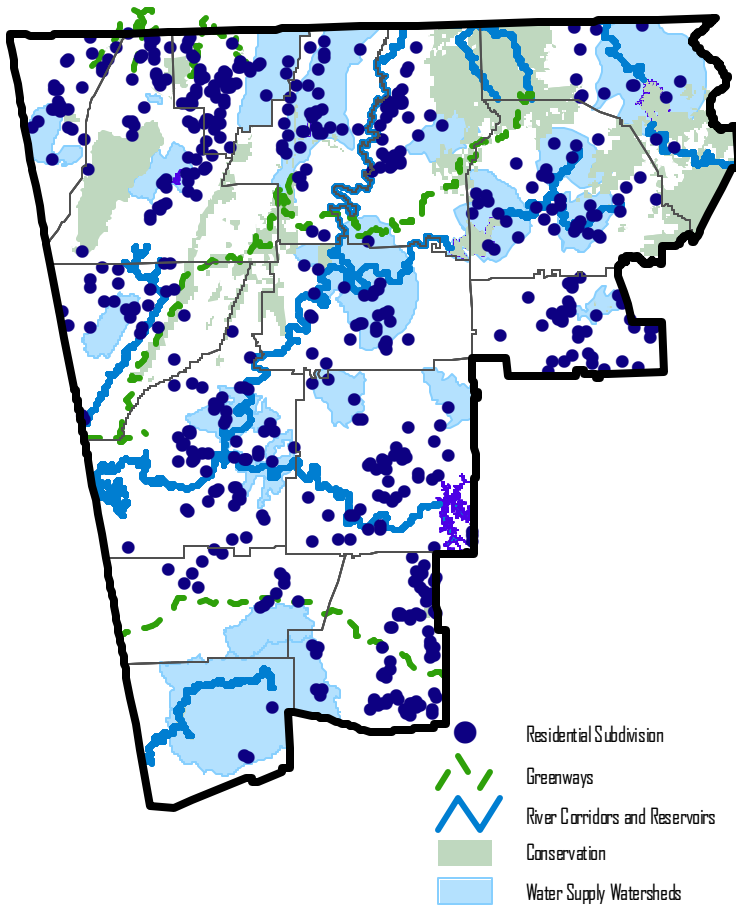 Residential Subdivision
Greenways
River Corridors and Reservoirs
Conservation
Water Supply Watersheds